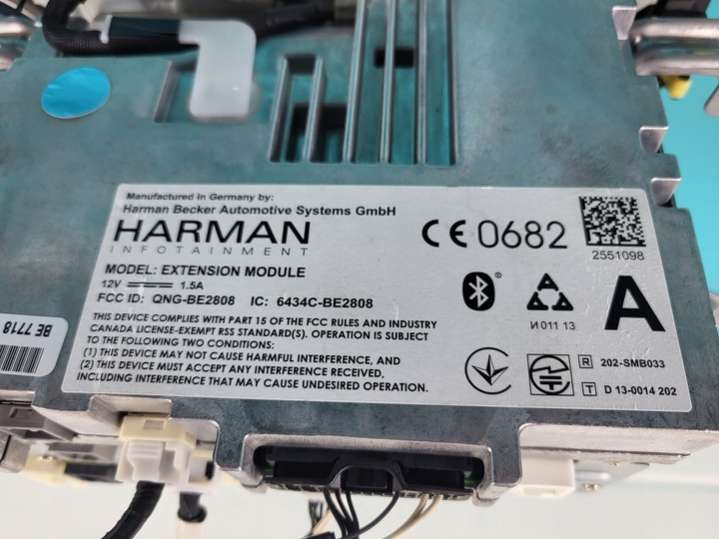 Manufactured in Germany by:
Harman Becker Automotive Systems GmbH
HARMAN
INFOTAINMENT
MODEL: EXTENSION MODULE
12V 1.5A
FCC ID: QNG-BE2808 IC: 6434C-BE2808
THIS DEVICE COMPLIES WITH PART 15 OF THE FCC RULES AND INDUSTRY
CANADA LICENSE-EXEMPT RSS STANDARD(S). OPERATION IS SUBJECT
TO THE FOLLOWING TWO CONDITIONS:
(1) THIS DEVICE MAY NOT CAUSE HARMFUL INTERFERENCE, AND
(2) THIS DEVICE MUST ACCEPT ANY INTERFERENCE RECEIVED,
INCLUDING INTERFERENCE THAT MAY CAUSE UNDESIRED OPERATION.
CE 0682
2551098
И 011 13
A
R 202-SMB033
T D 13-0014 202
BE 7718